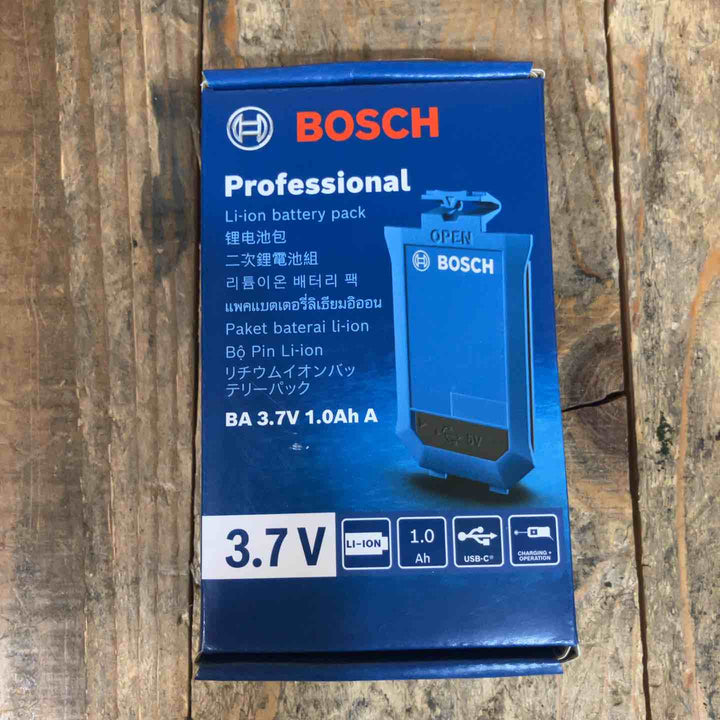 BOSCH
Professional
Li-ion battery pack
锂电池包
二次鋰電池組
리튬이온 배터리 팩
แพคแบตเตอรี่ลิเธียมอิออน
Paket baterai li-ion
Bộ Pin Li-ion
リチウムイオンバッ
テリーパック
BA 3.7V 1.0Ah A
OPEN
BOSCH
5V
3.7 V
LI-ION
1.0
Ah
USB-C®
CHARGING +
OPERATION